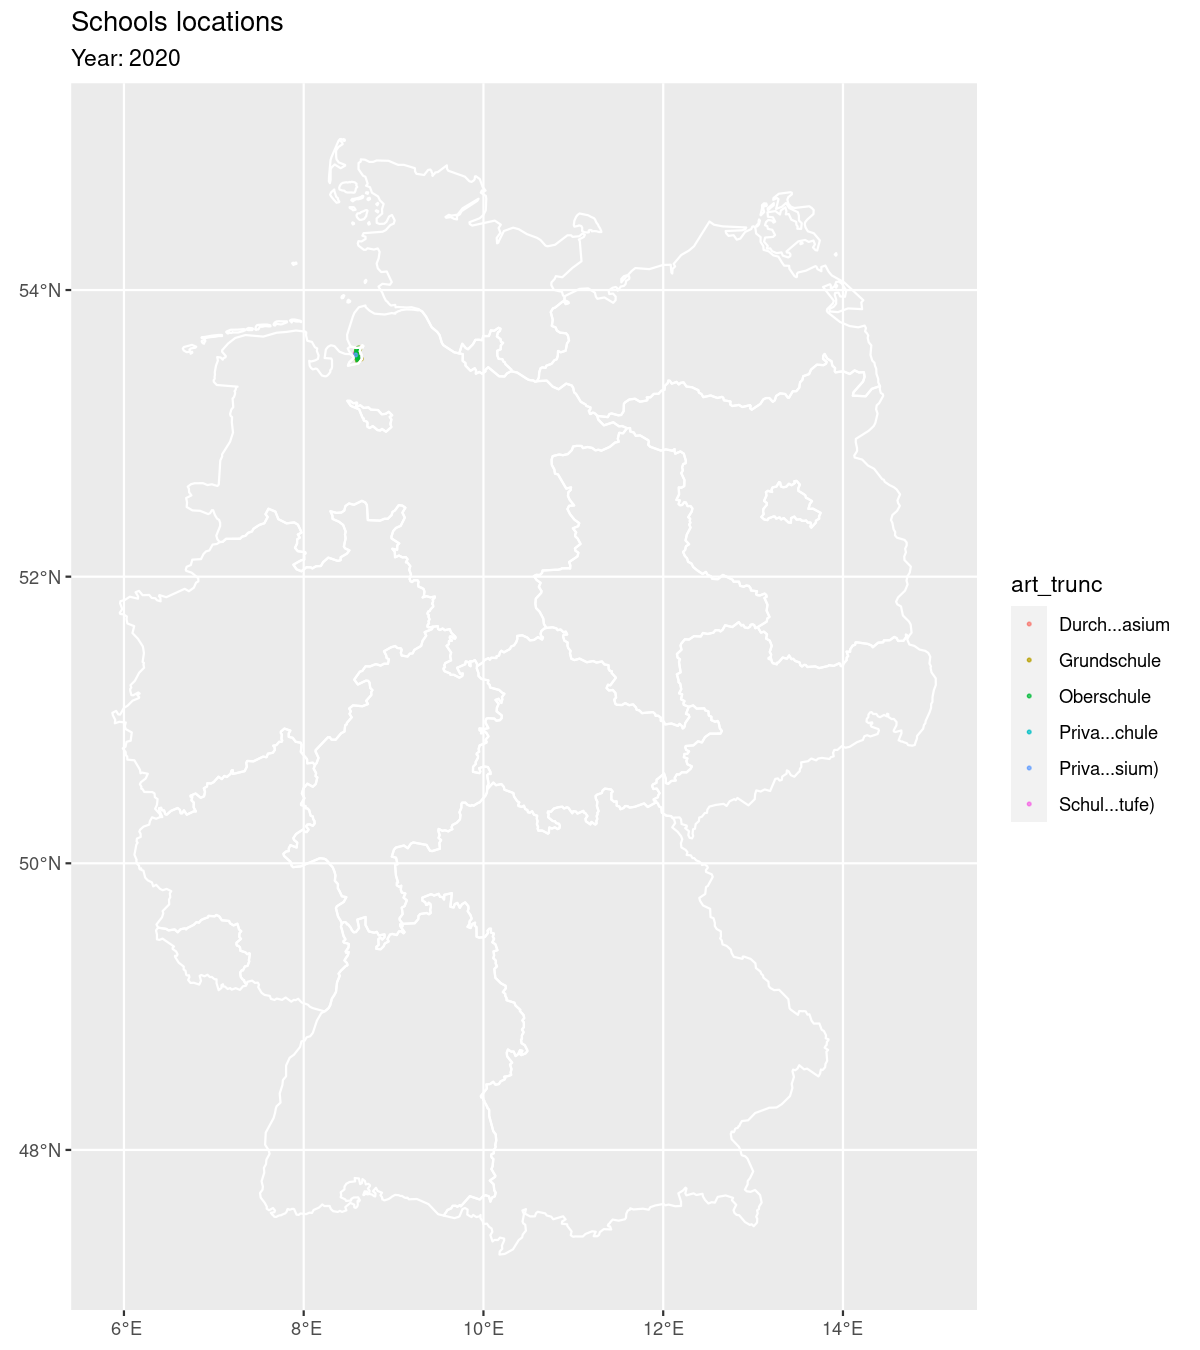 Schools locations
Year: 2020
54°N
52°N
50°N
48°N
6°E
8°E
10°E
12°E
14°E
art_trunc
Durch...asium
Grundschule
Oberschule
Priva...chule
Priva...sium)
Schul...tufe)